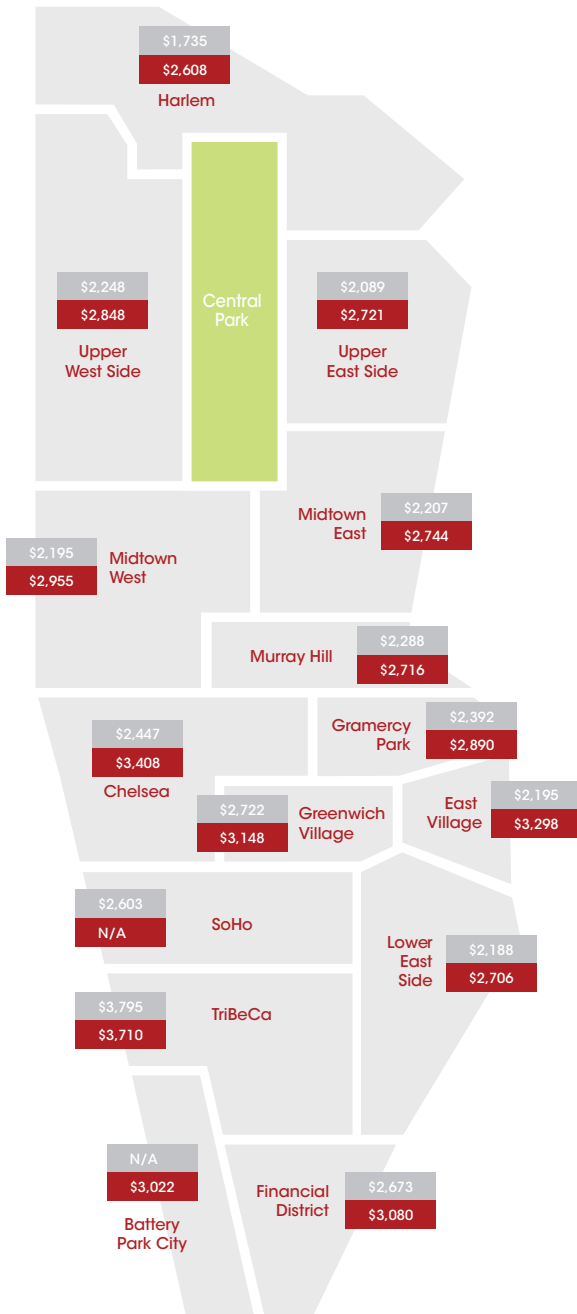 $1,735
$2,608
Harlem
Central
Park
$2,248
$2,848
Upper
West Side
$2,089
$2,721
Upper
East Side
Midtown
East
$2,207
$2,744
$2,195
$2,955
Midtown
West
Murray Hill
$2,288
$2,716
$2,447
$3,408
Chelsea
Gramercy
Park
$2,392
$2,890
$2,722
$3,148
Greenwich
Village
East
Village
$2,195
$3,298
$2,603
N/A
SoHo
Lower
East
Side
$2,188
$2,706
$3,795
$3,710
TriBeCa
N/A
$3,022
Battery
Park City
Financial
District
$2,673
$3,080